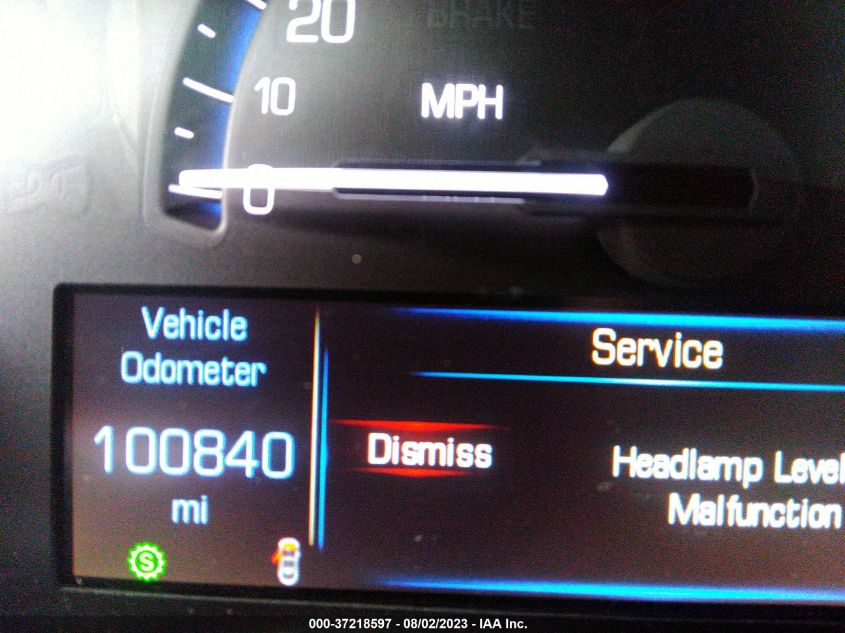 20
BRAKE
10
MPH
0
Vehicle
Odometer
100840
mi
S
Service
Dismiss
Headlamp Level
Malfunction
000-37218597 - 08/02/2023 - IAA Inc.